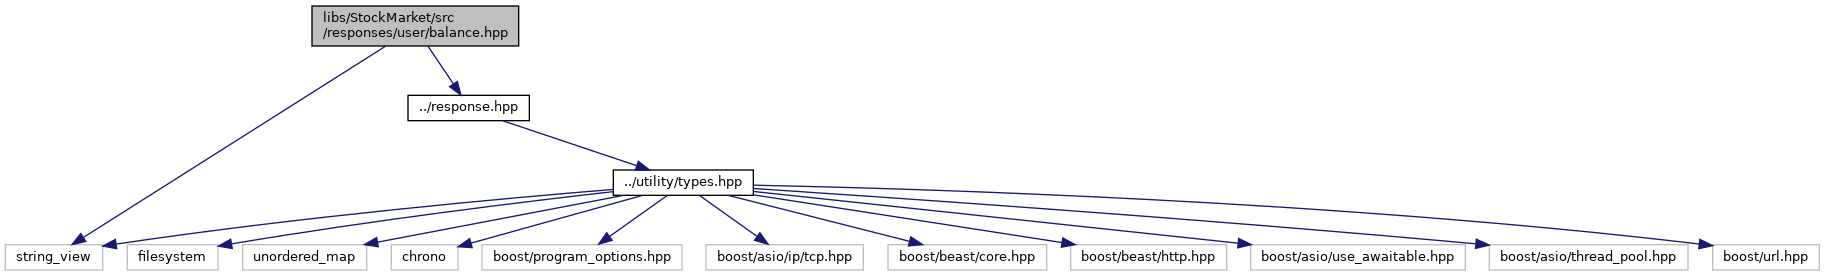 libs/StockMarket/src
/responses/user/balance.hpp
../response.hpp
../utility/types.hpp
string_view
filesystem
unordered_map
chrono
boost/program_options.hpp
boost/asio/ip/tcp.hpp
boost/beast/core.hpp
boost/beast/http.hpp
boost/asio/use_awaitable.hpp
boost/asio/thread_pool.hpp
boost/url.hpp